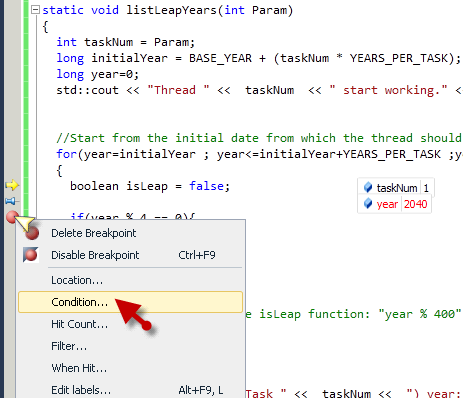 static void listLeapYears(int Param)
{
int taskNum = Param;
long initialYear = BASE_YEAR + (taskNum * YEARS_PER_TASK);
long year=0;
std::cout << "Thread " << taskNum << " start working." <
//Start from the initial date from which the thread should
for(year=initialYear ; year<=initialYear+YEARS_PER_TASK ;y
{
boolean isLeap = false;
taskNum 1
year 2040
if(year % 4 == 0){
Delete Breakpoint
Disable Breakpoint Ctrl+F9
Location...
Condition...
Hit Count...
e isLeap function: "year % 400"
Filter...
When Hit...
Edit labels... Alt+F9, L
Task " << taskNum << ") year: